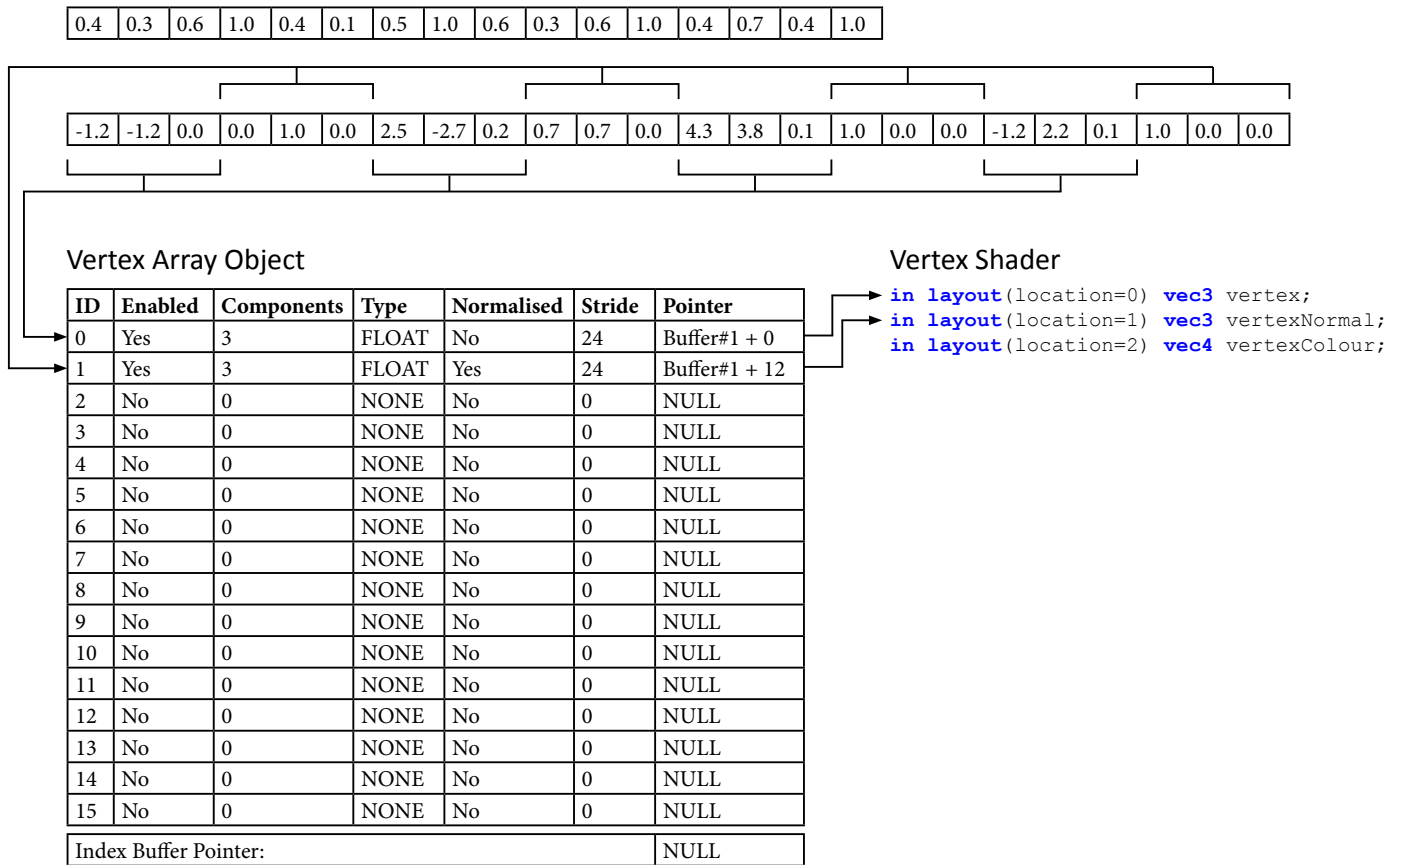 0.4 0.3 0.6 1.0 0.4 0.1 0.5 1.0 0.6 0.3 0.6 1.0 0.4 0.7 0.4 1.0
-1.2 -1.2 0.0 0.0 1.0 0.0 2.5 -2.7 0.2 0.7 0.7 0.0 4.3 3.8 0.1 1.0 0.0 0.0 -1.2 2.2 0.1 1.0 0.0 0.0
Vertex Array Object
ID Enabled Components Type Normalised Stride Pointer
0 Yes 3 FLOAT No 24 Buffer#1 + 0
1 Yes 3 FLOAT Yes 24 Buffer#1 + 12
2 No 0 NONE No 0 NULL
3 No 0 NONE No 0 NULL
4 No 0 NONE No 0 NULL
5 No 0 NONE No 0 NULL
6 No 0 NONE No 0 NULL
7 No 0 NONE No 0 NULL
8 No 0 NONE No 0 NULL
9 No 0 NONE No 0 NULL
10 No 0 NONE No 0 NULL
11 No 0 NONE No 0 NULL
12 No 0 NONE No 0 NULL
13 No 0 NONE No 0 NULL
14 No 0 NONE No 0 NULL
15 No 0 NONE No 0 NULL
Index Buffer Pointer: NULL
Vertex Shader
in layout(location=0) vec3 vertex;
in layout(location=1) vec3 vertexNormal;
in layout(location=2) vec4 vertexColour;